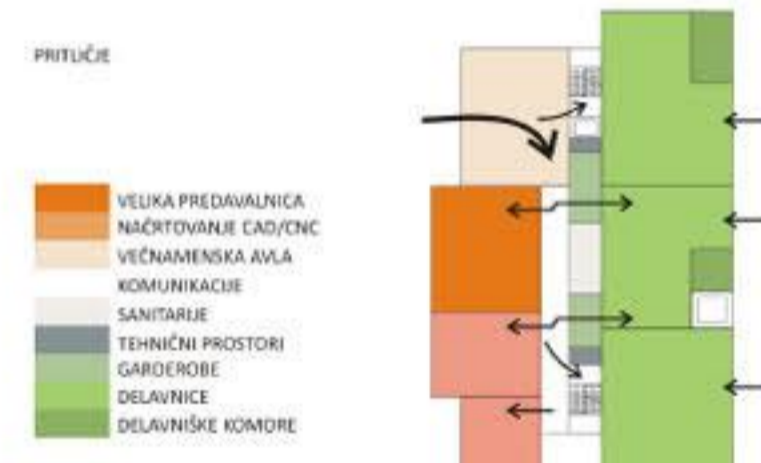 PRITLIČJE
VELIKA PREDAVALNICA
NAČRTOVANJE CAD/CNC
VEČNAMENSKA AVLA
KOMUNIKACIJE
SANITARIJE
TEHNIČNI PROSTORI
GARDEROBE
DELAVNICE
DELAVNIŠKE KOMORE